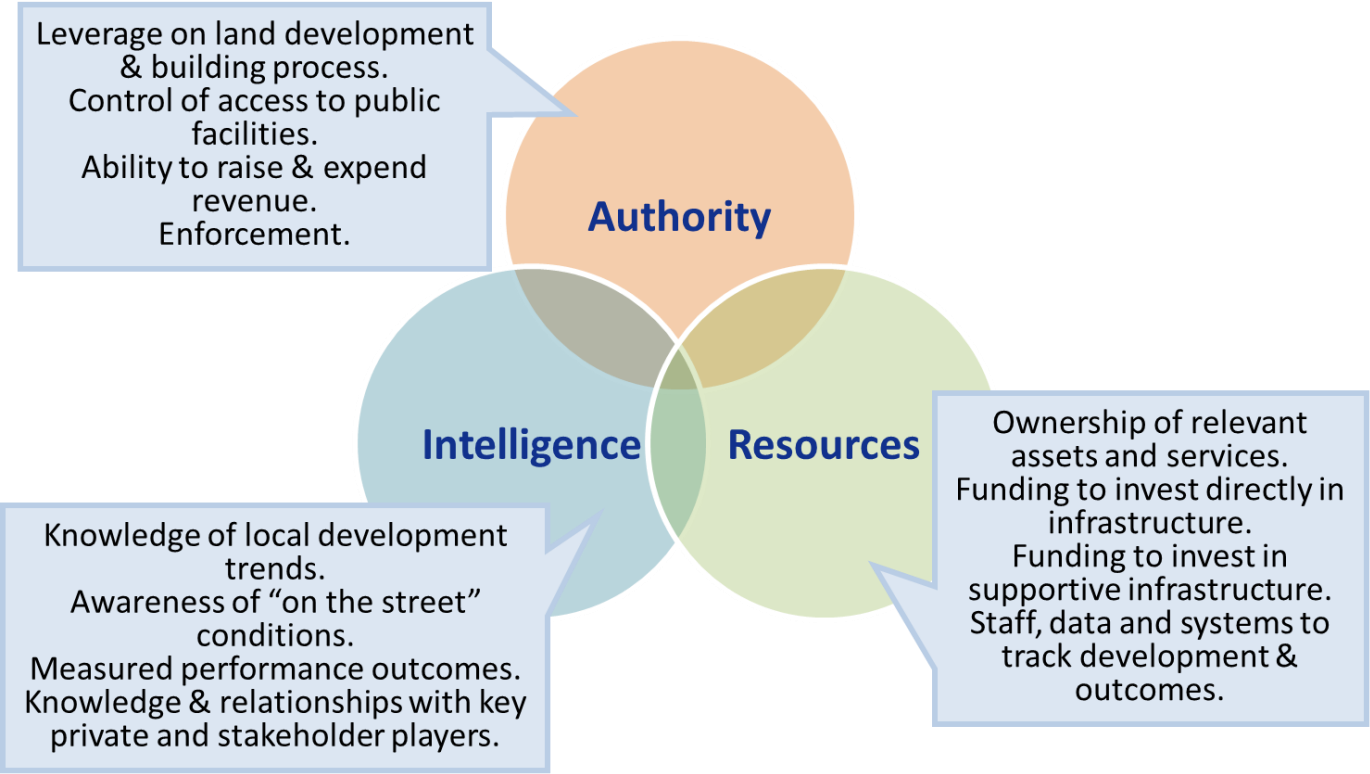 Leverage on land development
& building process.
Control of access to public
facilities.
Ability to raise & expend
revenue.
Enforcement.
Authority
Intelligence
Resources
Knowledge of local development
trends.
Awareness of “on the street”
conditions.
Measured performance outcomes.
Knowledge & relationships with key
private and stakeholder players.
Ownership of relevant
assets and services.
Funding to invest directly in
infrastructure.
Funding to invest in
supportive infrastructure.
Staff, data and systems to
track development &
outcomes.